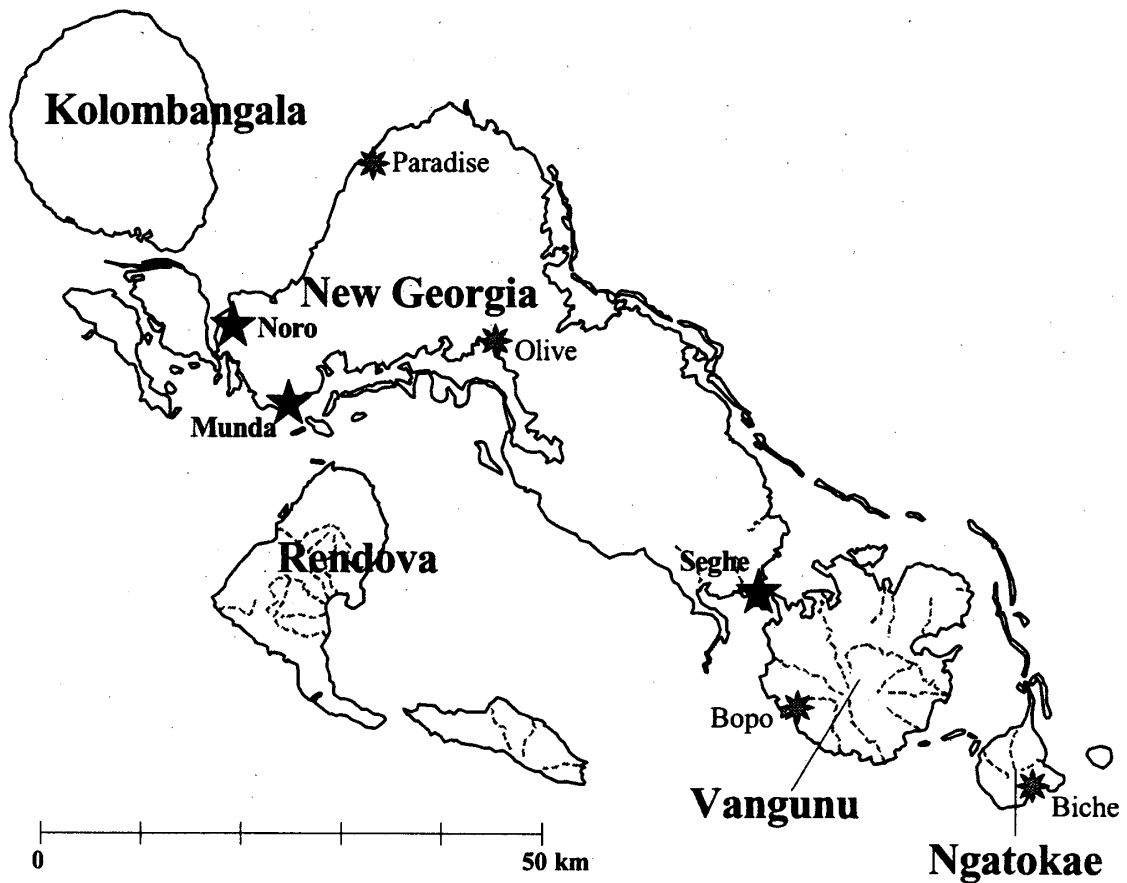 Kolombangala
Paradise
New Georgia
Noro
Olive
Munda
Rendova
Seghe
Bopo
Vangunu
Biche
Ngatokae
0
50 km